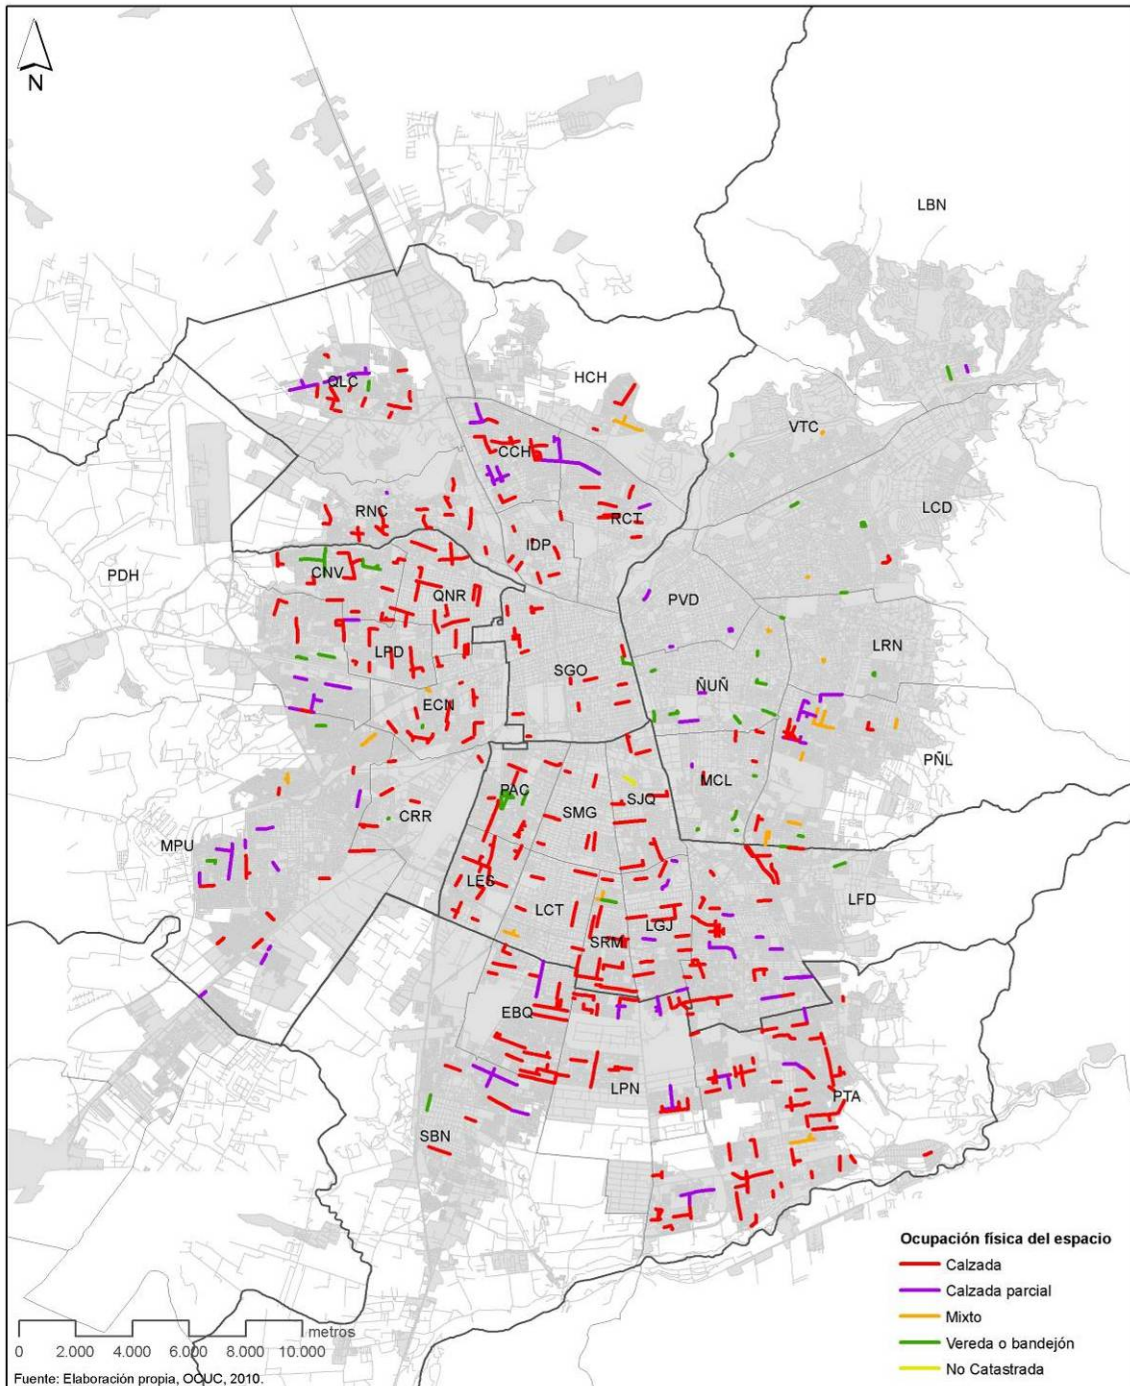 N
LBN
HCH
QLC
VTC
CCH
LCD
RNC
RCT
IDP
CNV
PDH
QNR
PVD
LPD
LRN
SGO
ÑUÑ
ECN
PÑL
MCL
PAC
SJQ
SMG
CRR
MPU
LES
LFD
LCT
LGJ
SRM
EBQ
LPN
PTA
SBN
Ocupación física del espacio
Calzada
Calzada parcial
Mixto
Vereda o bandejón
No Catastrada
metros
0 2.000 4.000 6.000 8.000 10.000
Fuente: Elaboración propia, OCUC, 2010.